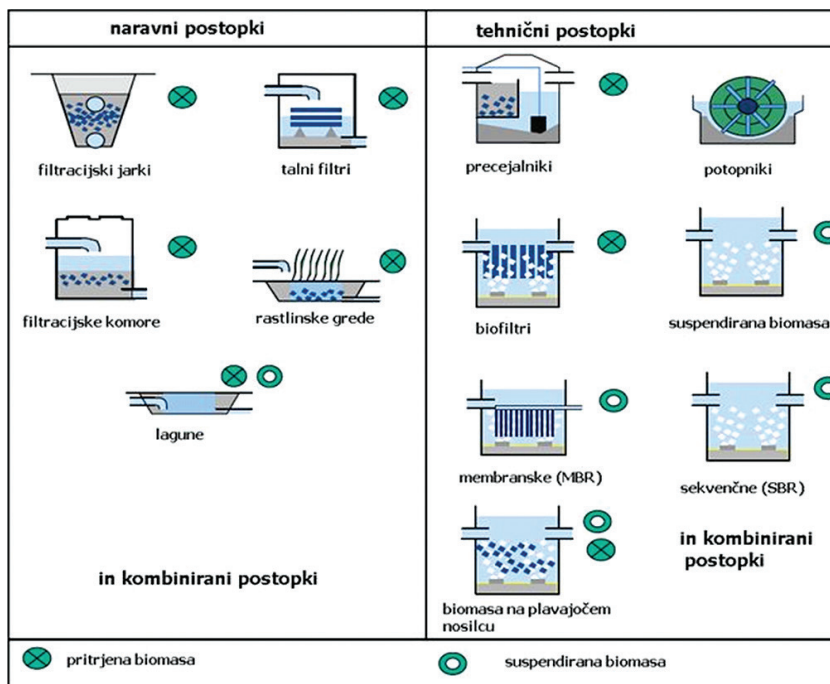 naravni postopki
tehnični postopki
filtracijski jarki
talni filtri
precejalniki
potopniki
filtracijske komore
rastlinske grede
biofiltri
suspendirana biomasa
lagune
membranske (MBR)
sekvenčne (SBR)
in kombinirani postopki
biomasa na plavajočem
nosilcu
in kombinirani
postopki
pritrjena biomasa
suspendirana biomasa